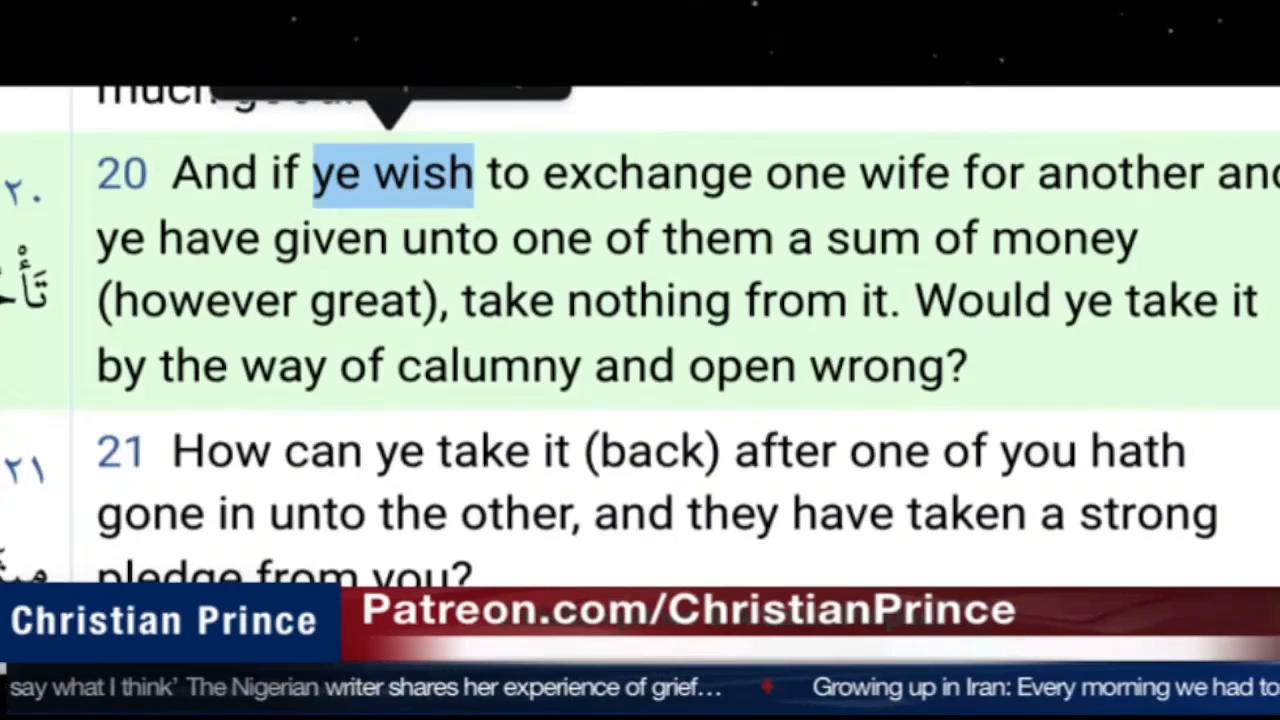 much
20 And if ye wish to exchange one wife for another and
ye have given unto one of them a sum of money
(however great), take nothing from it. Would ye take it
by the way of calumny and open wrong?
٢٠
21 How can ye take it (back) after one of you hath
gone in unto the other, and they have taken a strong
pledge from you?
٢١
Christian Prince
Patreon.com/ChristianPrince
say what I think' The Nigerian writer shares her experience of grief... Growing up in Iran: Every morning we had to